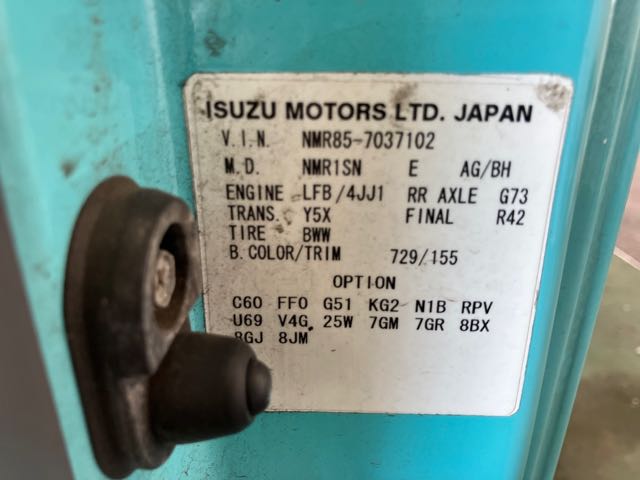 ISUZU MOTORS LTD. JAPAN
V.I.N. NMR85-7037102
M.D. NMR1SN E AG/BH
ENGINE LFB/4JJ1 RR AXLE G73
TRANS. Y5X FINAL R42
TIRE BWW
B.COLOR/TRIM 729/155
OPTION
C60 FF0 G51 KG2 N1B RPV
U69 V4G 25W 7GM 7GR 8BX
8GJ 8JM